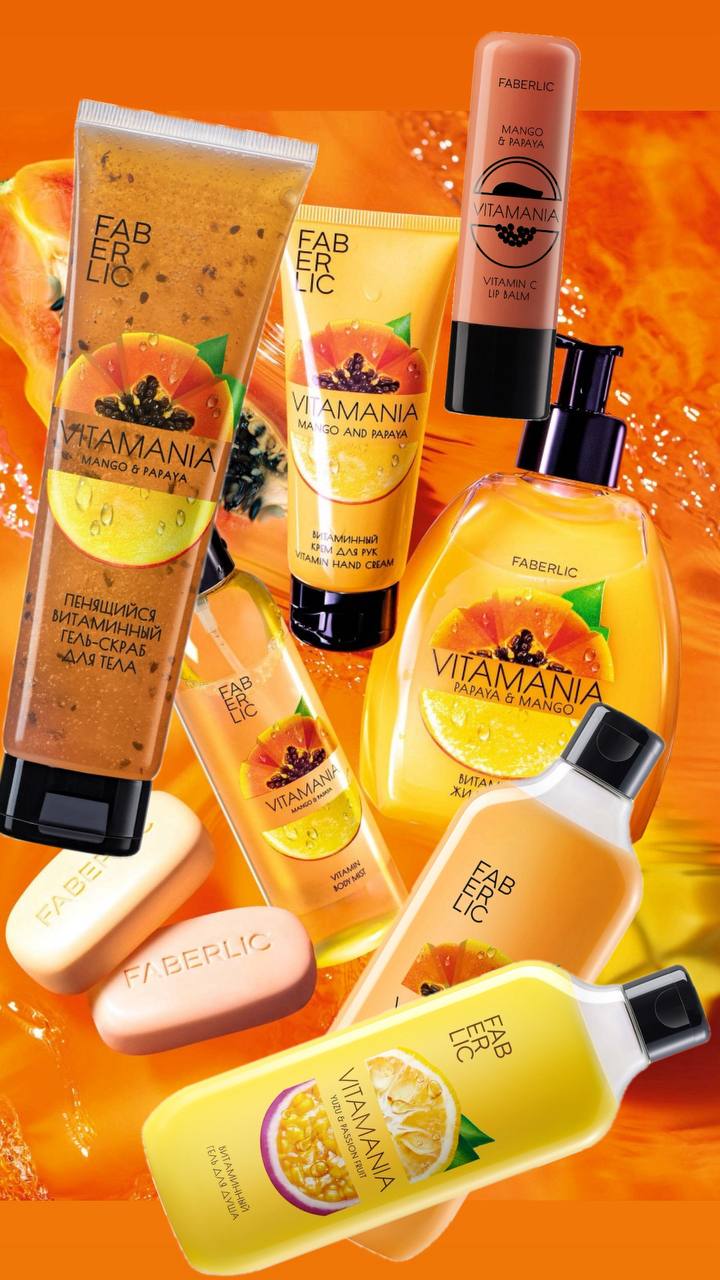 FABERLIC
MANGO
& PAPAYA
VITAMANIA
VITAMIN C
LIP BALM
FAB
ER
LIC
VITAMANIA
MANGO & PAPAYA
ПЕНЯЩИЙСЯ
ВИТАМИННЫЙ
ГЕЛЬ-СКРАБ
ДЛЯ ТЕЛА
FAB
ER
LIC
VITAMANIA
MANGO AND PAPAYA
ВИТАМИННЫЙ
КРЕМ ДЛЯ РУК
VITAMIN HAND CREAM
FABERLIC
VITAMANIA
PAPAYA & MANGO
ВИТА
ЖИ
FAB
ER
LIC
VITAMANIA
MANGO & PAPAYA
VITAMIN
BODY MIST
FABER
FABERLIC
FAB
ER
LIC
FAB
ER
LIC
VITAMANIA
YUZU & PASSION FRUIT
ВИТАМИННЫЙ
ГЕЛЬ ДЛЯ ДУША